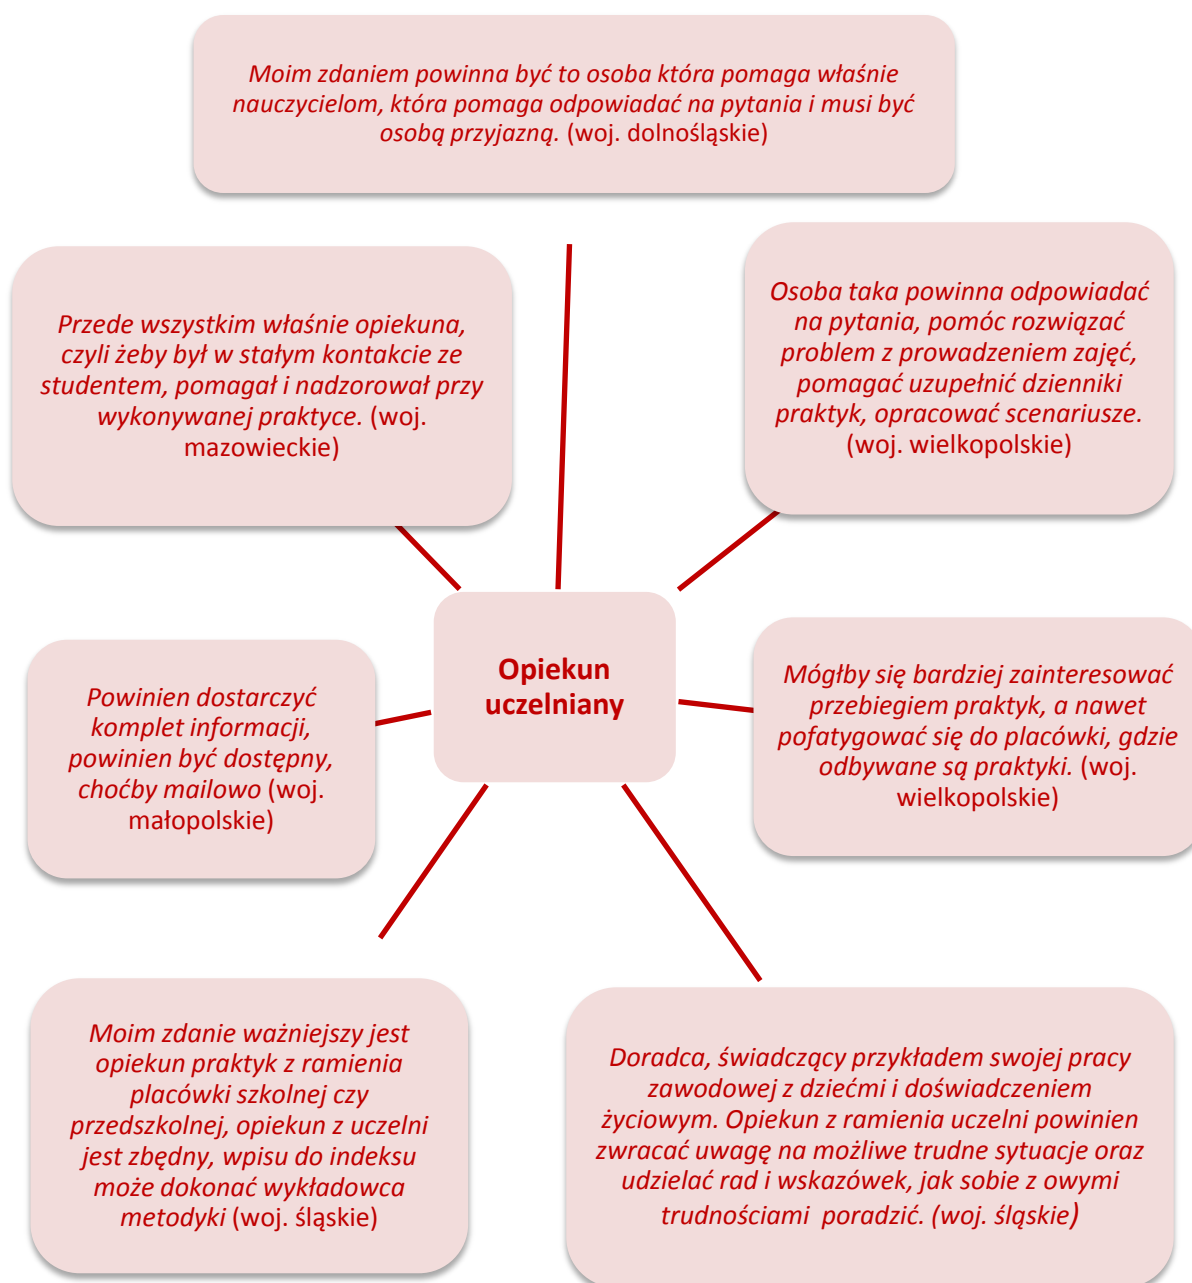 Moim zdaniem powinna być to osoba która pomaga właśnie
nauczycielom, która pomaga odpowiadać na pytania i musi być
osobą przyjazną. (woj. dolnośląskie)
Przede wszystkim właśnie opiekuna,
czyli żeby był w stałym kontakcie ze
studentem, pomagał i nadzorował przy
wykonywanej praktyce. (woj.
mazowieckie)
Osoba taka powinna odpowiadać
na pytania, pomóc rozwiązać
problem z prowadzeniem zajęć,
pomagać uzupełnić dzienniki
praktyk, opracować scenariusze.
(woj. wielkopolskie)
Opiekun
uczelniany
Powinien dostarczyć
komplet informacji,
powinien być dostępny,
choćby mailowo (woj.
małopolskie)
Mógłby się bardziej zainteresować
przebiegiem praktyk, a nawet
pofatygować się do placówki, gdzie
odbywane są praktyki. (woj.
wielkopolskie)
Moim zdanie ważniejszy jest
opiekun praktyk z ramienia
placówki szkolnej czy
przedszkolnej, opiekun z uczelni
jest zbędny, wpisu do indeksu
może dokonać wykładowca
metodyki (woj. śląskie)
Doradca, świadczący przykładem swojej pracy
zawodowej z dziećmi i doświadczeniem
życiowym. Opiekun z ramienia uczelni powinien
zwracać uwagę na możliwe trudne sytuacje oraz
udzielać rad i wskazówek, jak sobie z owymi
trudnościami  poradzić. (woj. śląskie)